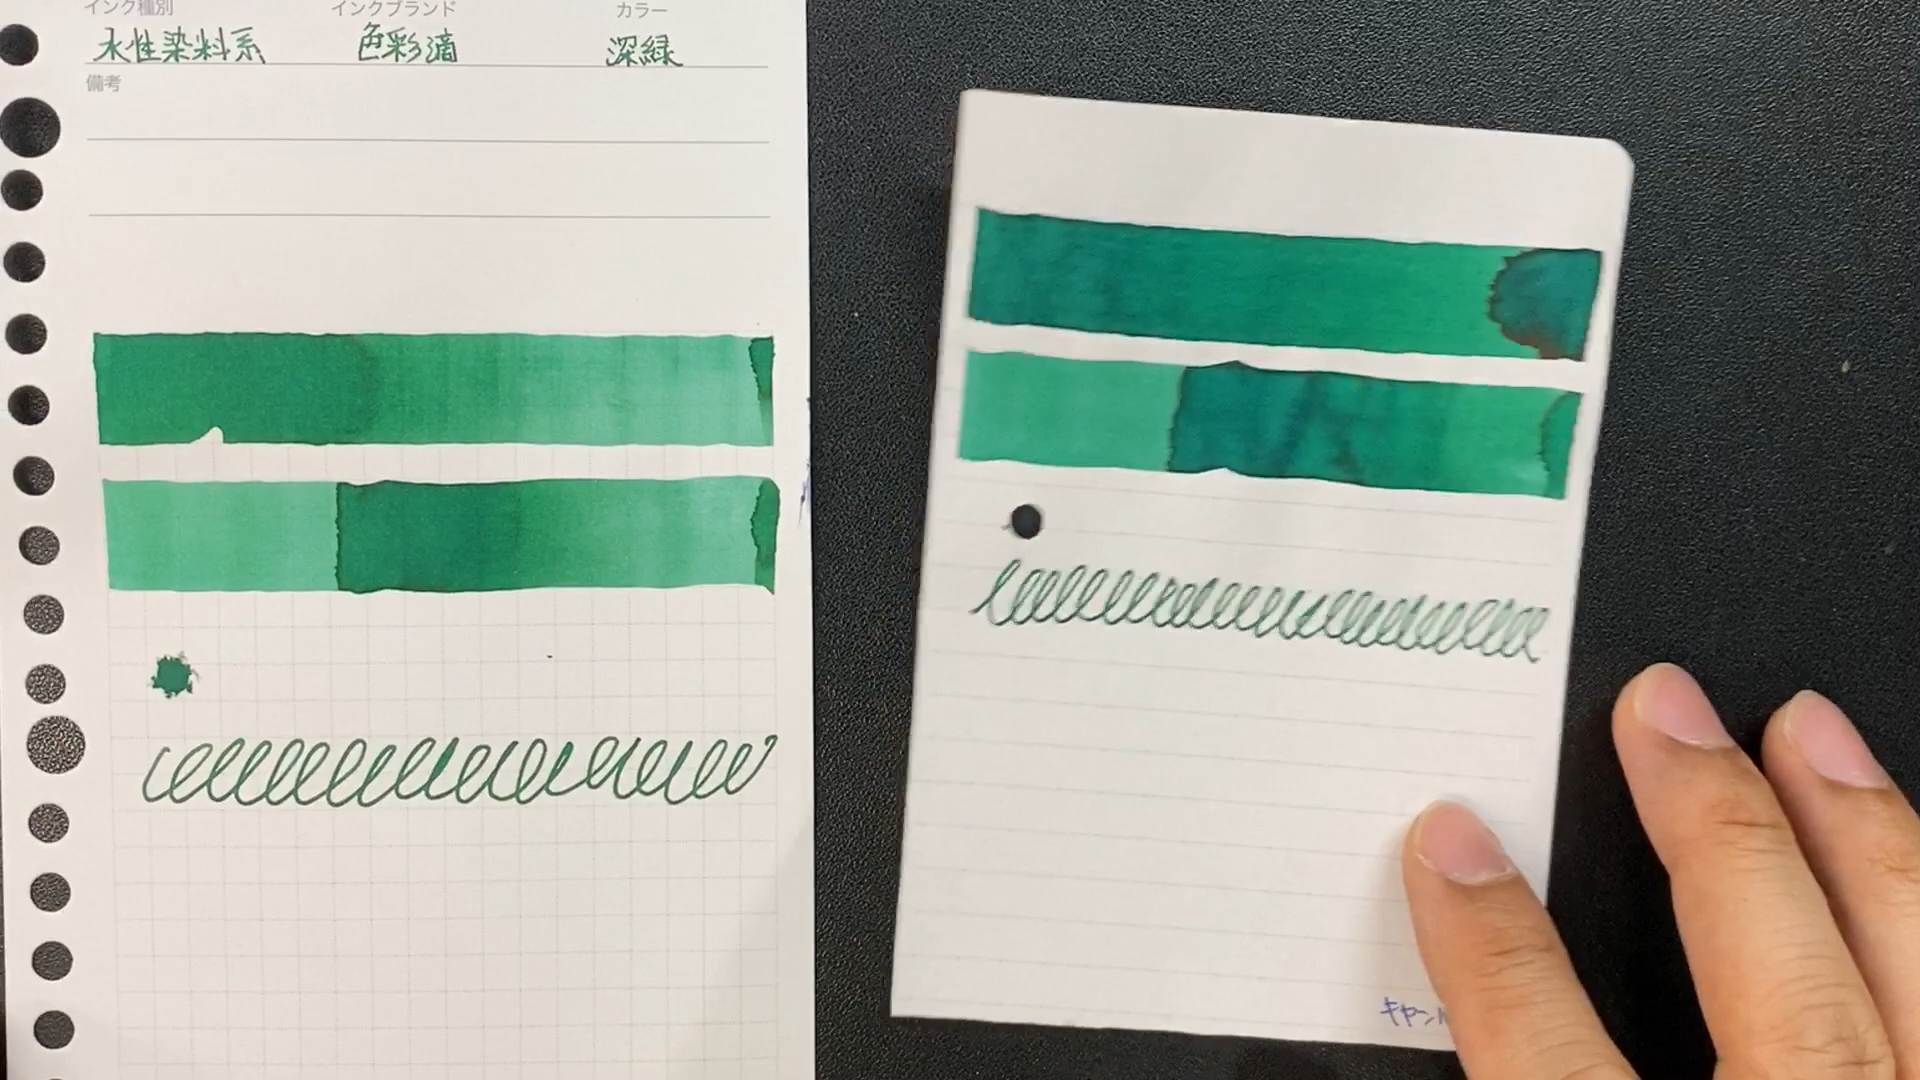 インク種別 インクブランド カラー
水性染料系 色彩滴 深緑
備考
キャン